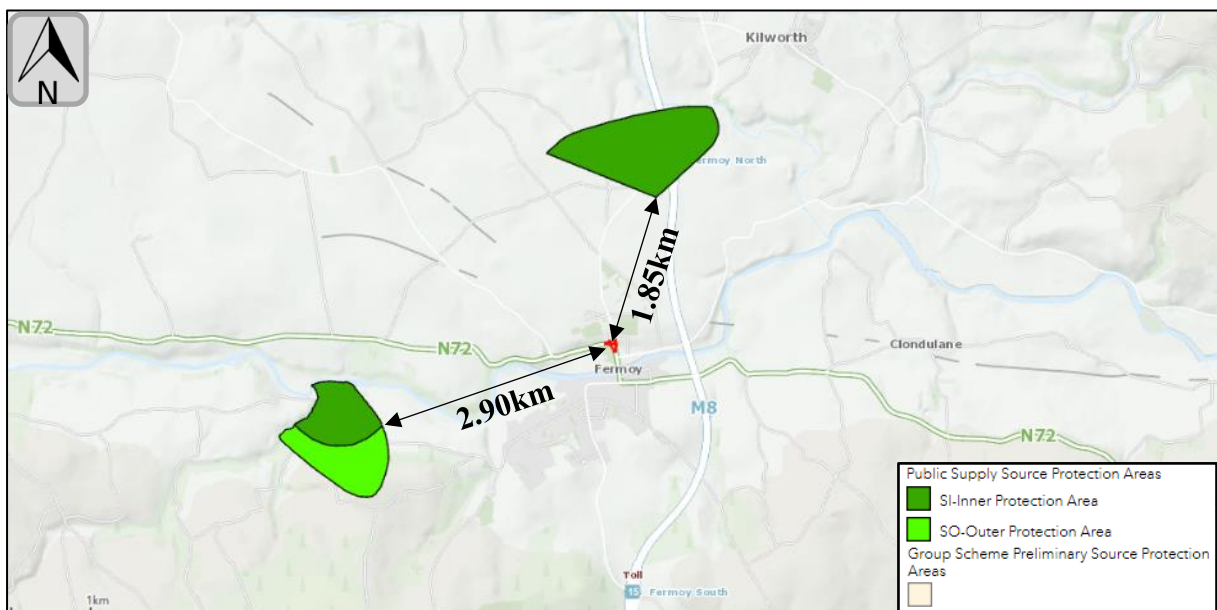 N
Kilworth
Fermoy North
1.85km
N72
N72
Fermoy
Clondulane
2.90km
M8
N72
Toll
15 Fermoy South
1km
Public Supply Source Protection Areas
SI-Inner Protection Area
SO-Outer Protection Area
Group Scheme Preliminary Source Protection
Areas